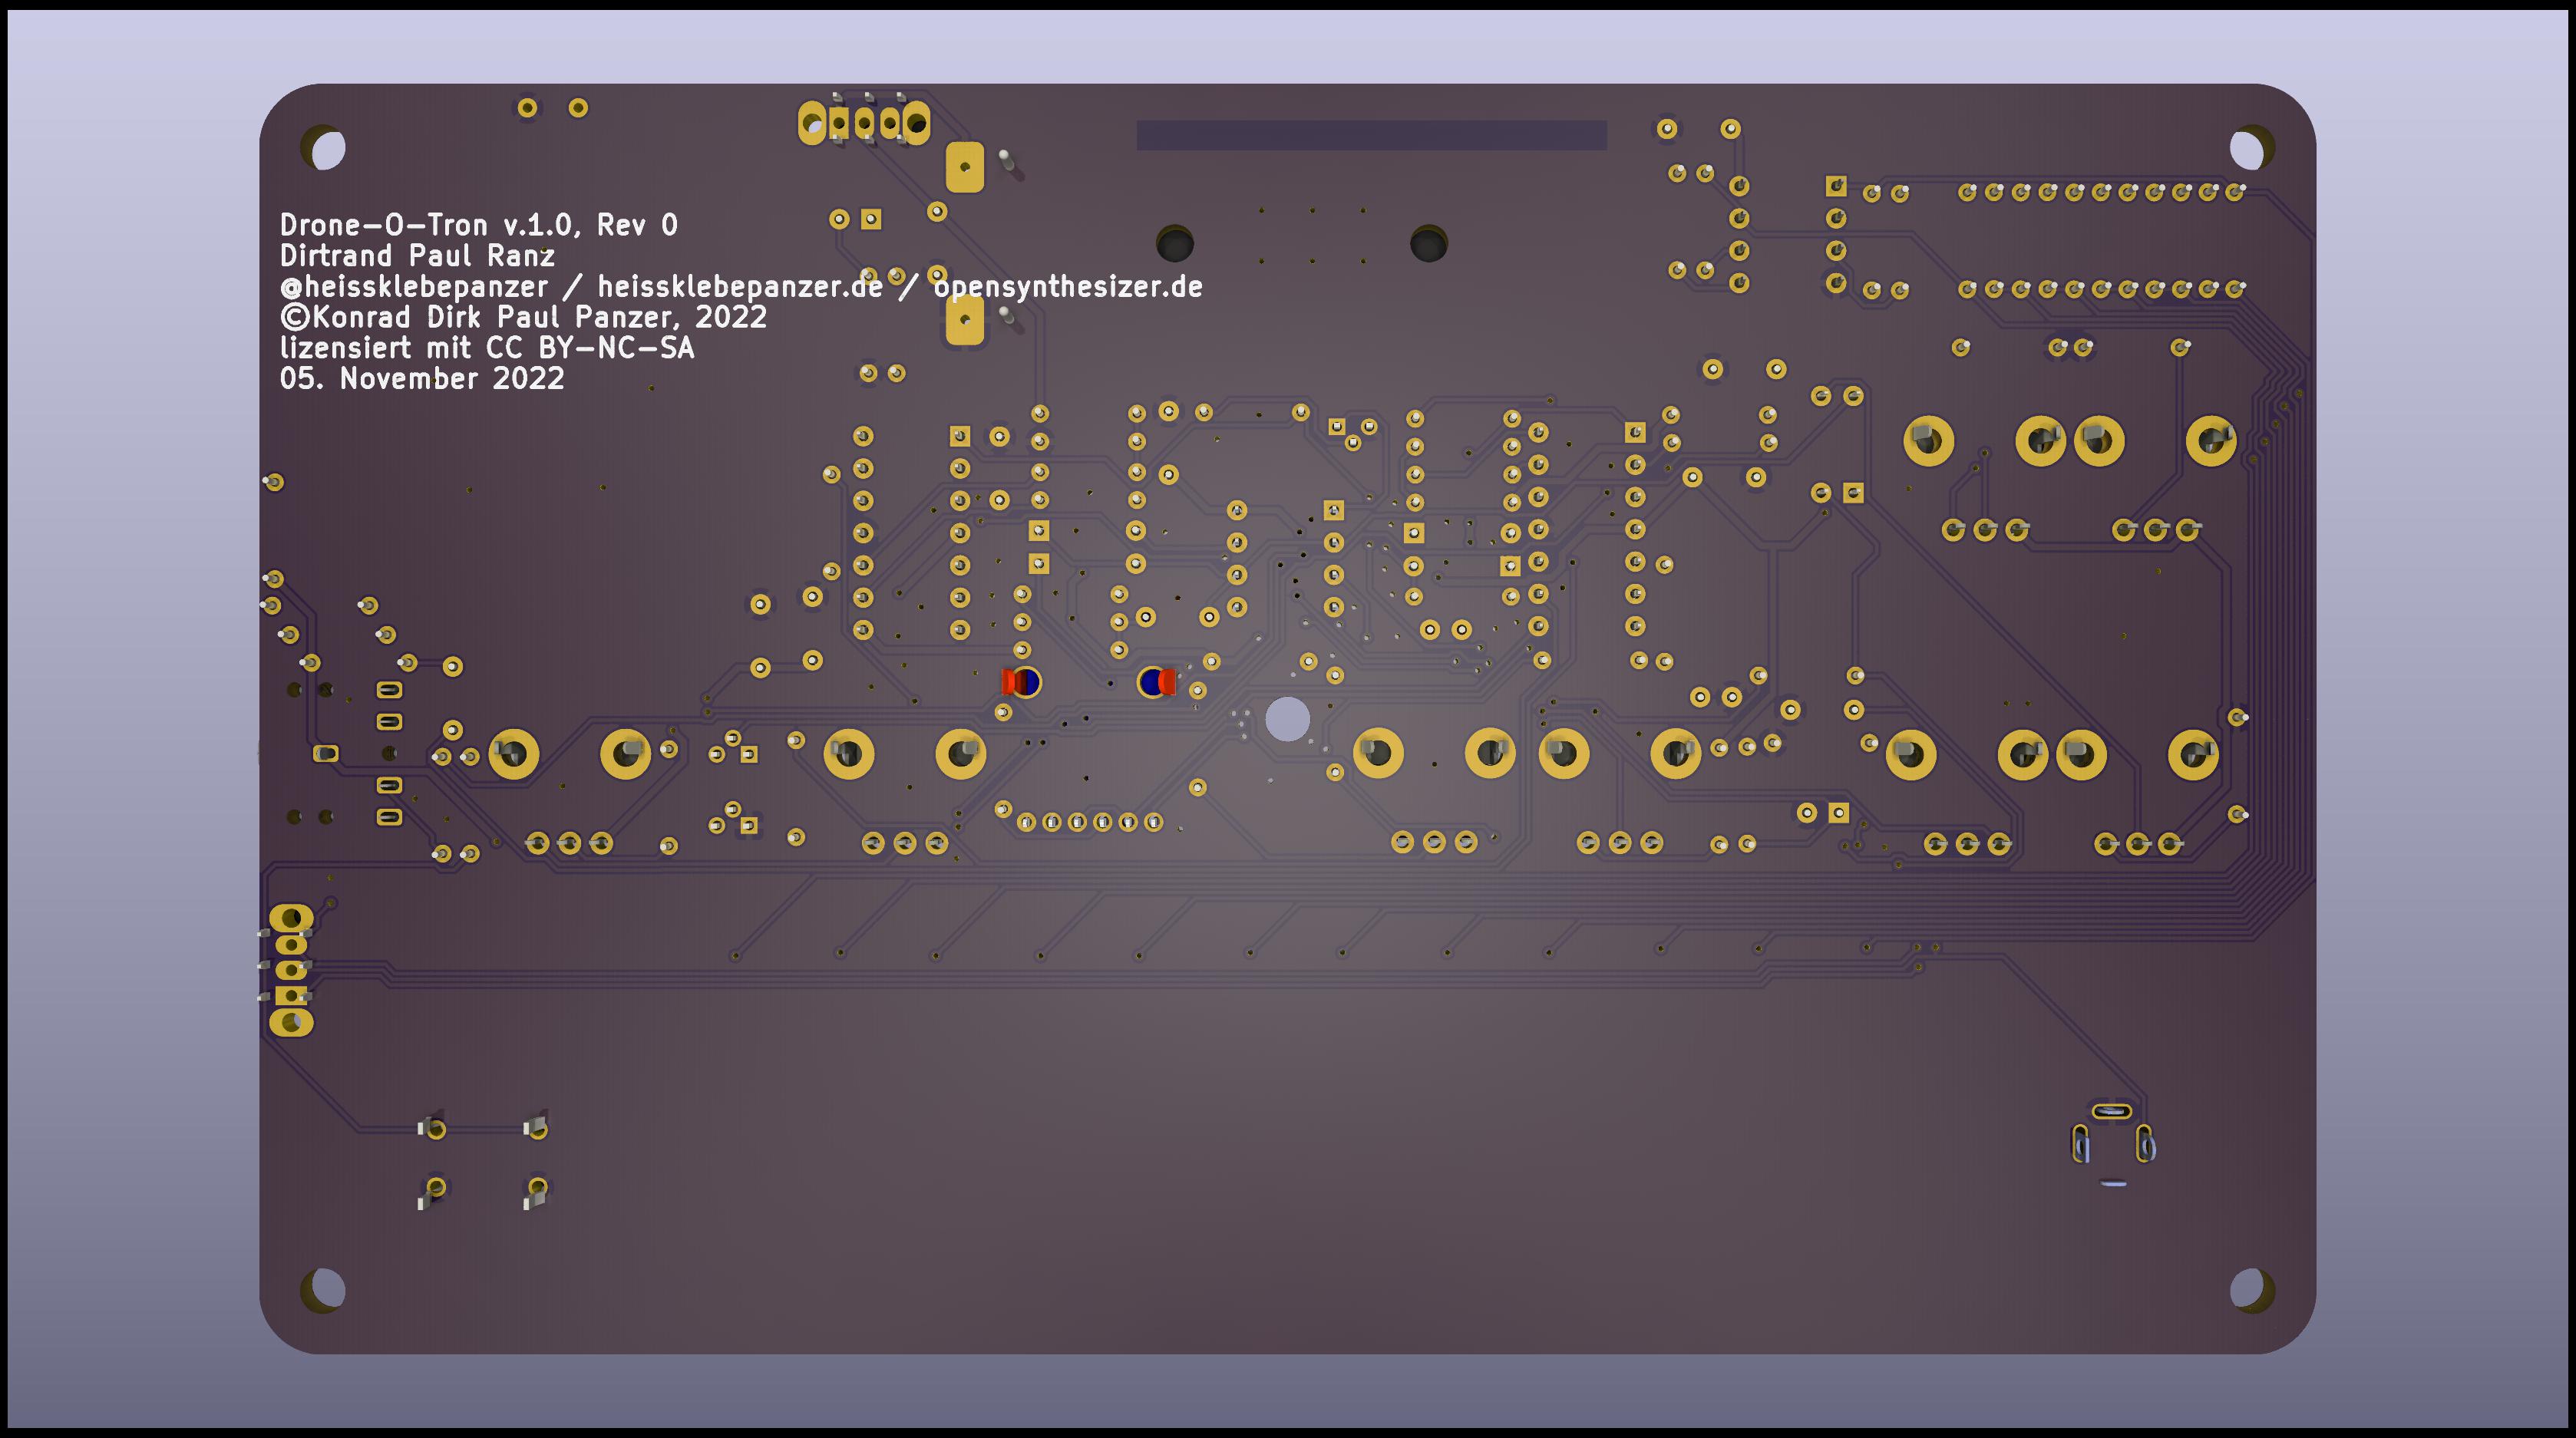 Drone-O-Tron v.1.0, Rev 0
Dirtrand Paul Ranz
@heissklebepanzer / heissklebepanzer.de / opensynthesizer.de
©Konrad Dirk Paul Panzer, 2022
lizensiert mit CC BY-NC-SA
05. November 2022